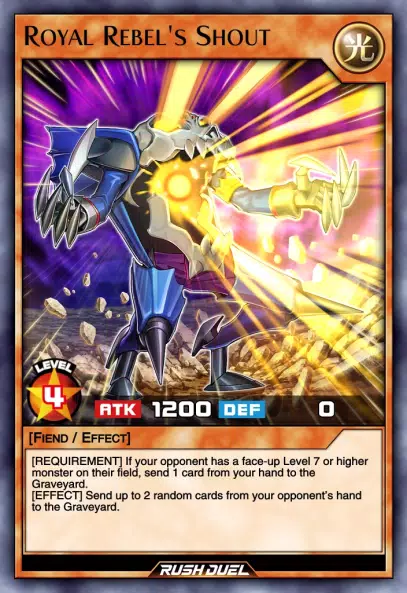 Royal Rebel's Shout
光
LEVEL
4
ATK 1200 DEF 0
[Fiend / Effect]
[REQUIREMENT] If your opponent has a face-up Level 7 or higher
monster on their field, send 1 card from your hand to the
Graveyard.
[EFFECT] Send up to 2 random cards from your opponent's hand
to the Graveyard.
RUSH DUEL